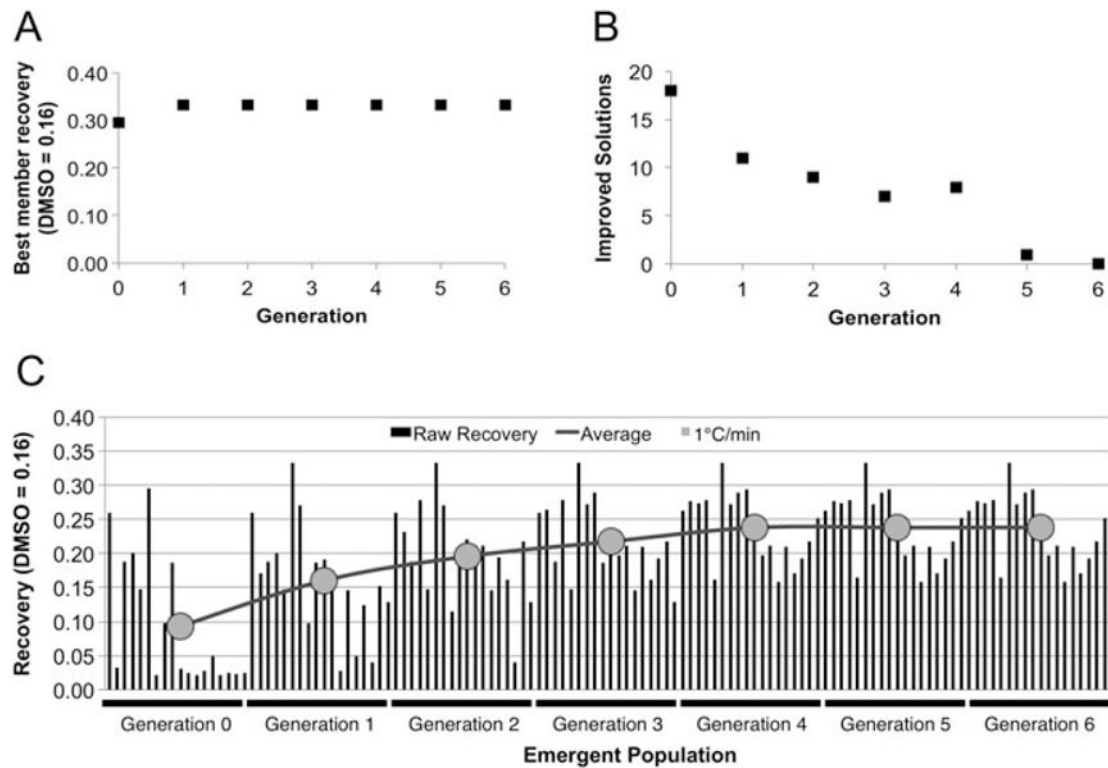 A
Best member recovery
(DMSO = 0.16)
0.40
0.30
0.20
0.10
0.00
0 1 2 3 4 5 6
Generation
B
Improved Solutions
20
15
10
5
0
0 1 2 3 4 5 6
Generation
C
Recovery (DMSO = 0.16)
0.40
0.35
0.30
0.25
0.20
0.15
0.10
0.05
0.00
Raw Recovery Average 1°C/min
Generation 0 Generation 1 Generation 2 Generation 3 Generation 4 Generation 5 Generation 6
Emergent Population